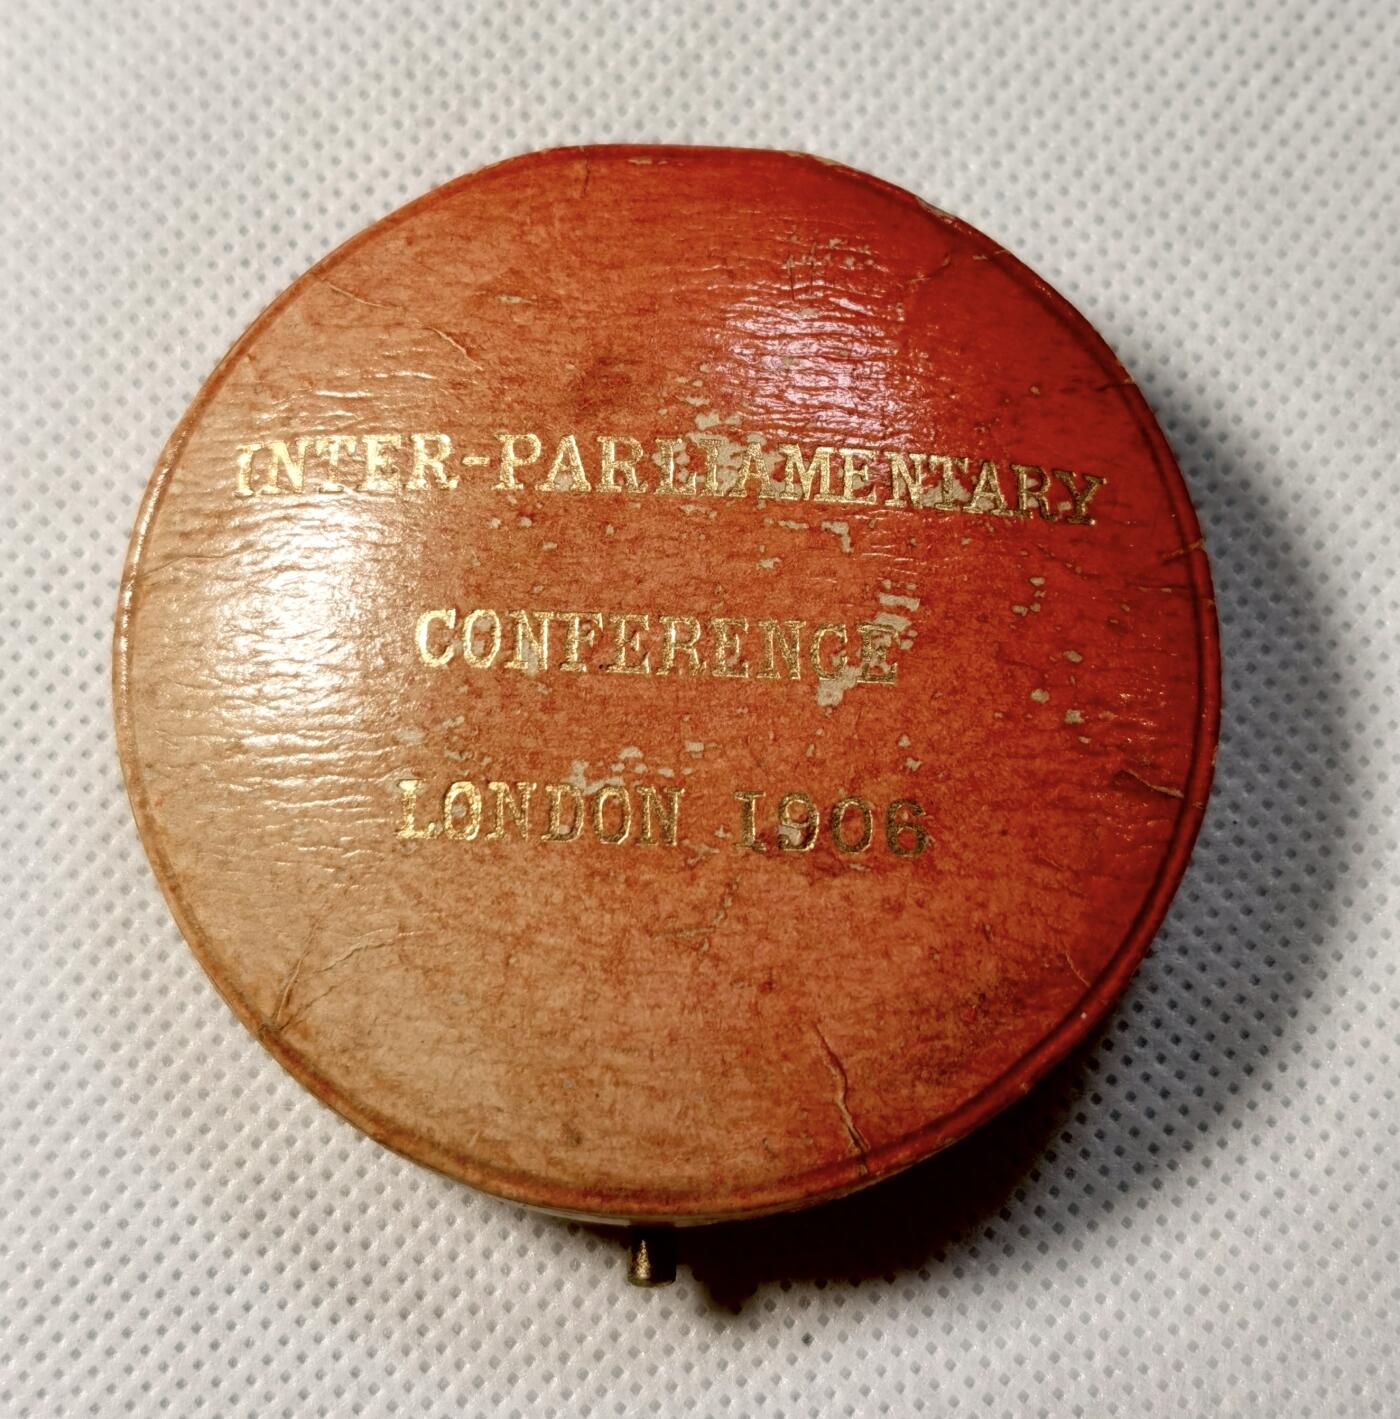 INTER-PARLIAMENTARY
CONFERENCE
LONDON 1906